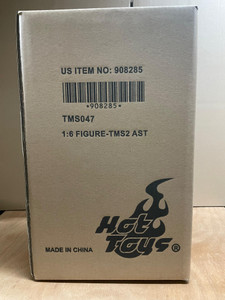 US ITEM NO: 908285
*908285*
TMS047
1:6 FIGURE-TMS2 AST
Hot
Toys®
MADE IN CHINA